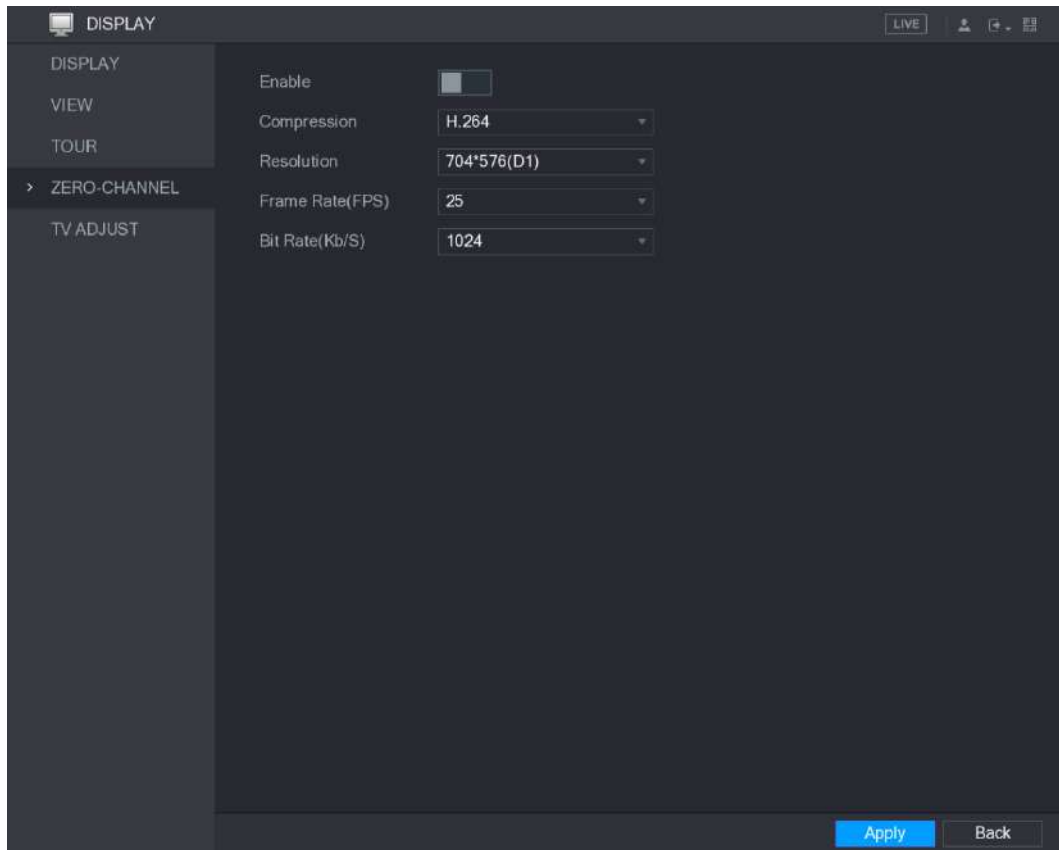 DISPLAY LIVE
DISPLAY
VIEW
TOUR
> ZERO-CHANNEL
TV ADJUST
Enable
Compression H.264
Resolution 704*576(D1)
Frame Rate(FPS) 25
Bit Rate(Kb/S) 1024
Apply Back